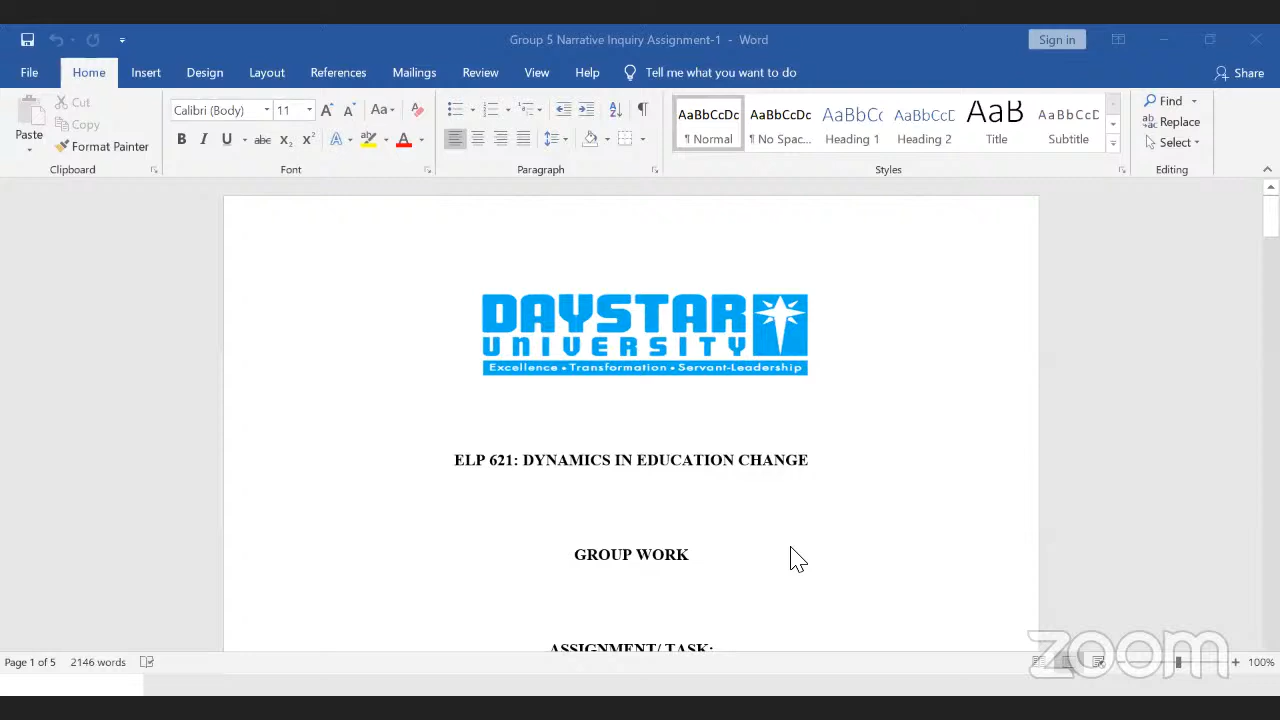 Group 5 Narrative Inquiry Assignment-1 - Word
Sign in
File Home Insert Design Layout References Mailings Review View Help Tell me what you want to do Share
Paste
Cut
Copy
Format Painter
Clipboard
Calibri (Body) 11 A A Aa
B I U abc X₂ X² A A
Font
Paragraph
AaBbCcDc AaBbCcDc AaBbCc AaBbCcD AaB AaBbCcD
¶ Normal ¶ No Spac... Heading 1 Heading 2 Title Subtitle
Styles
Find
Replace
Select
Editing
DAYSTAR
UNIVERSITY
Excellence • Transformation • Servant-Leadership
ELP 621: DYNAMICS IN EDUCATION CHANGE
GROUP WORK
ASSIGNMENT/ TASK:
zoom
Page 1 of 5 2146 words 100%